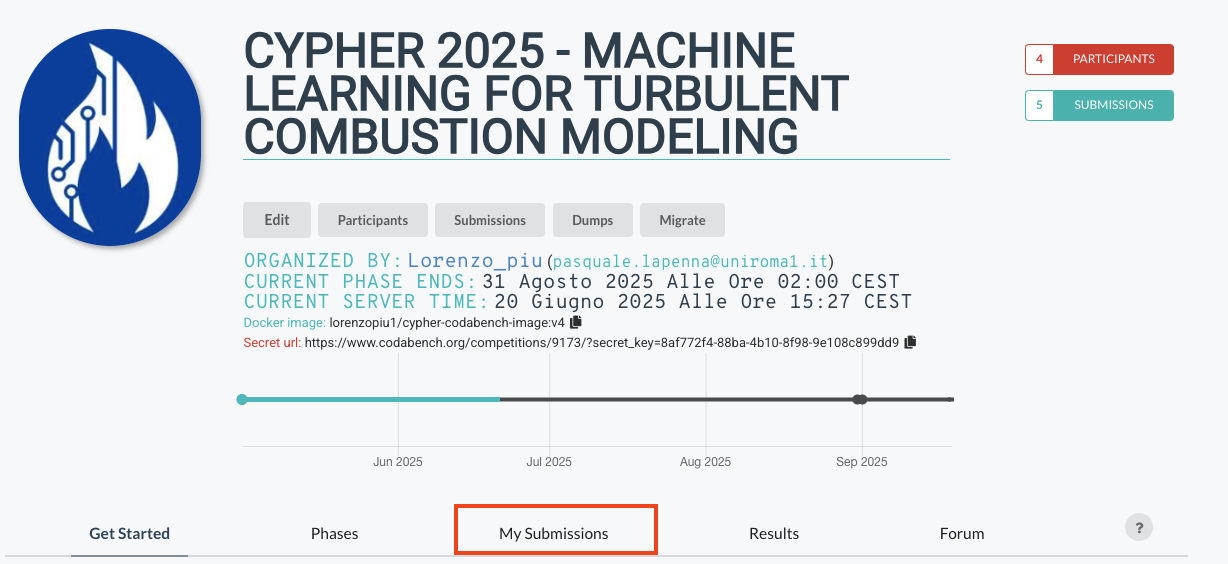 CYPHER 2025 - MACHINE
LEARNING FOR TURBULENT
COMBUSTION MODELING
4 PARTICIPANTS
5 SUBMISSIONS
Edit Participants Submissions Dumps Migrate
ORGANIZED BY: Lorenzo_piu (pasquale.lapenna@uniroma1.it)
CURRENT PHASE ENDS: 31 Agosto 2025 Alle Ore 02:00 CEST
CURRENT SERVER TIME: 20 Giugno 2025 Alle Ore 15:27 CEST
Docker image: lorenzopiu1/cypher-codabench-image:v4
Secret url: https://www.codabench.org/competitions/9173/?secret_key=8af772f4-88ba-4b10-8f98-9e108c899dd9
Jun 2025 Jul 2025 Aug 2025 Sep 2025
Get Started Phases My Submissions Results Forum ?